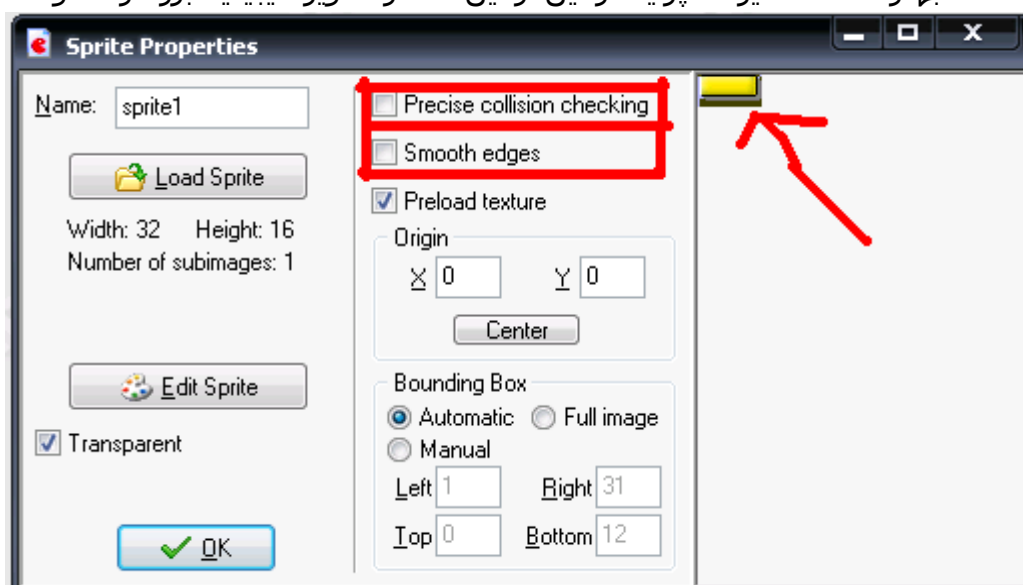 Sprite Properties
Name: sprite1
Load Sprite
Width: 32 Height: 16
Number of subimages: 1
Edit Sprite
Transparent
OK
Precise collision checking
Smooth edges
Preload texture
Origin
X 0 Y 0
Center
Bounding Box
Automatic Full image
Manual
Left 1 Right 31
Top 0 Bottom 12